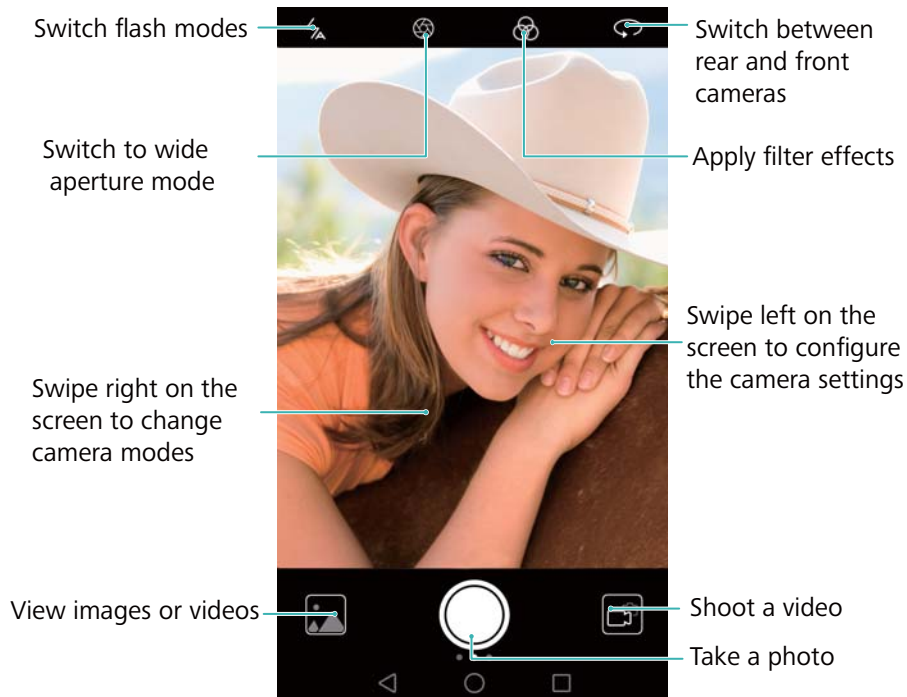 Switch flash modes
Switch between
rear and front
cameras
Switch to wide
aperture mode
Apply filter effects
Swipe left on the
screen to configure
the camera settings
Swipe right on the
screen to change
camera modes
View images or videos
Shoot a video
Take a photo